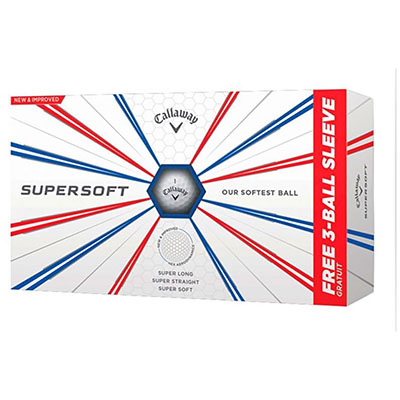 NEW & IMPROVED
Callaway
SUPERSOFT
1
Callaway
OUR SOFTEST BALL
SUPER LONG
SUPER STRAIGHT
SUPER SOFT
FREE 3-BALL SLEEVE
GRATUIT
Callaway
SUPERSOFT